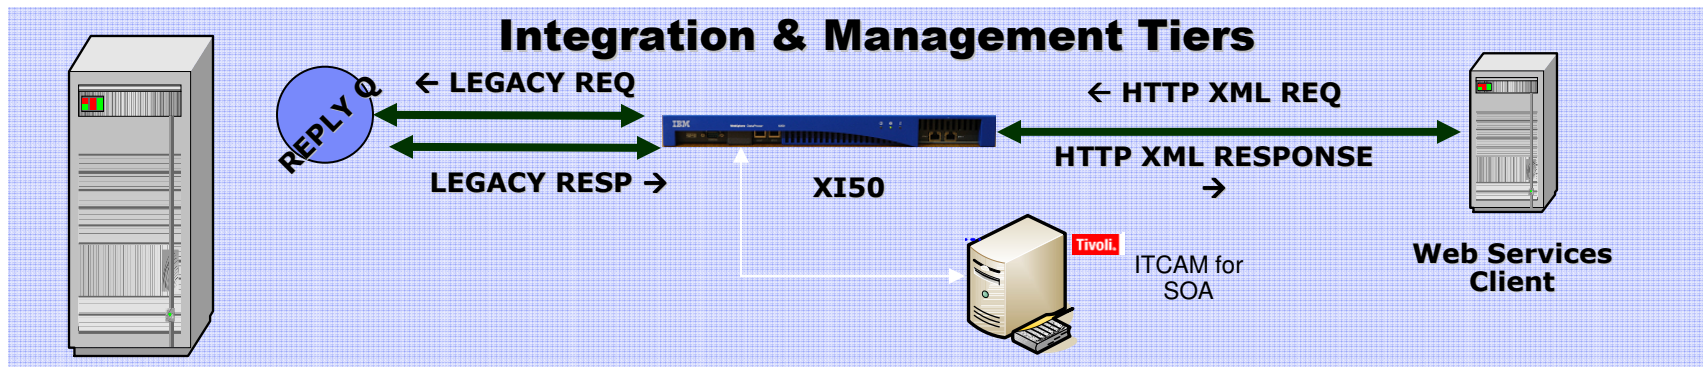 Integration & Management Tiers
← LEGACY REQ
← HTTP XML REQ
REPLY Q
IBM
HTTP XML RESPONSE
→
LEGACY RESP →
XI50
Tivoli.
ITCAM for
SOA
Web Services
Client